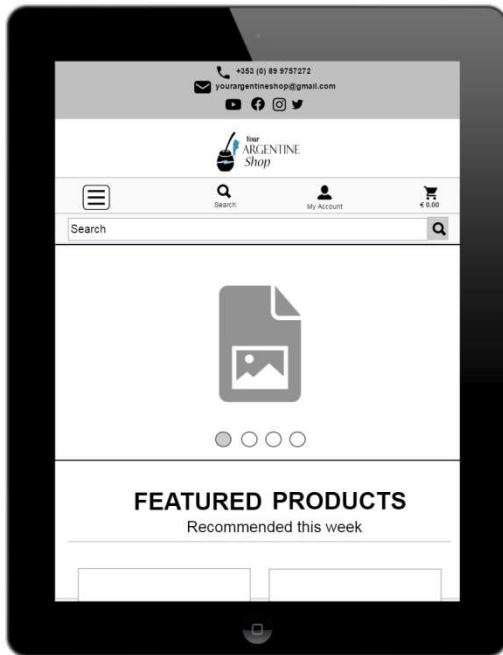 +353 (0) 89 9757272
yourargentineshop@gmail.com
Your
ARGENTINE
Shop
Search
My Account
€ 0.00
Search
FEATURED PRODUCTS
Recommended this week